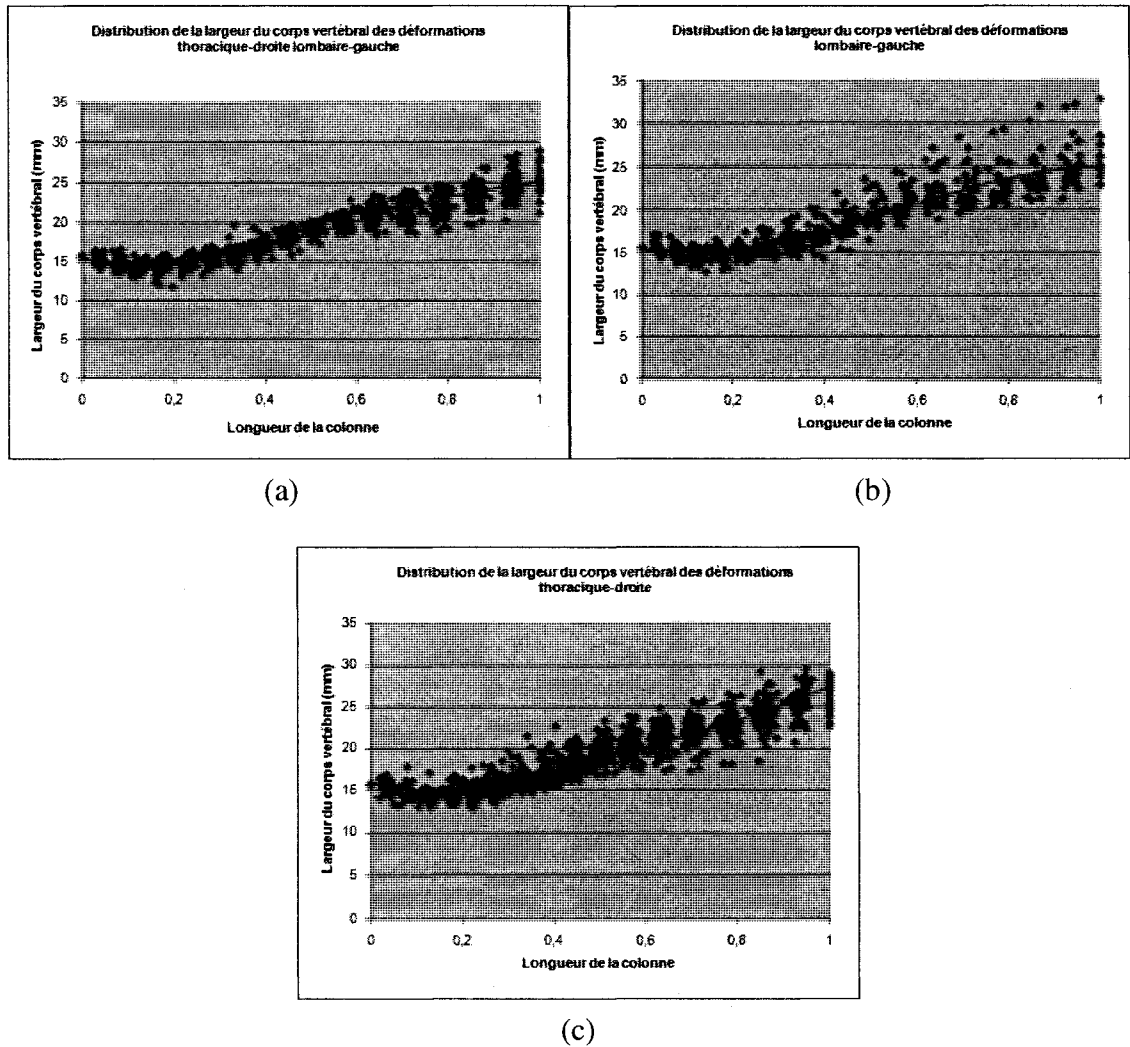 Distribution de la largeur du corps vertébral des déformations
thoracique-droite lombaire-gauche
Largeur du corps vertébral (mm)
35
30
25
20
15
10
5
0
0 0,2 0,4 0,6 0,8 1
Longueur de la colonne
(a)
Distribution de la largeur du corps vertébral des déformations
lombaire-gauche
Largeur du corps vertébral (mm)
35
30
25
20
15
10
5
0
0 0,2 0,4 0,6 0,8 1
Longueur de la colonne
(b)
Distribution de la largeur du corps vertébral des déformations
thoracique-droite
Largeur du corps vertébral (mm)
35
30
25
20
15
10
5
0
0 0,2 0,4 0,6 0,8 1
Longueur de la colonne
(c)